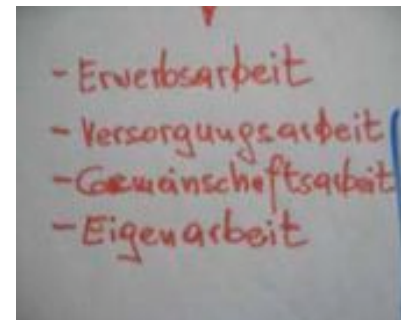 - Erwerbsarbeit
- Versorgungsarbeit
- Gemeinschaftsarbeit
- Eigenarbeit